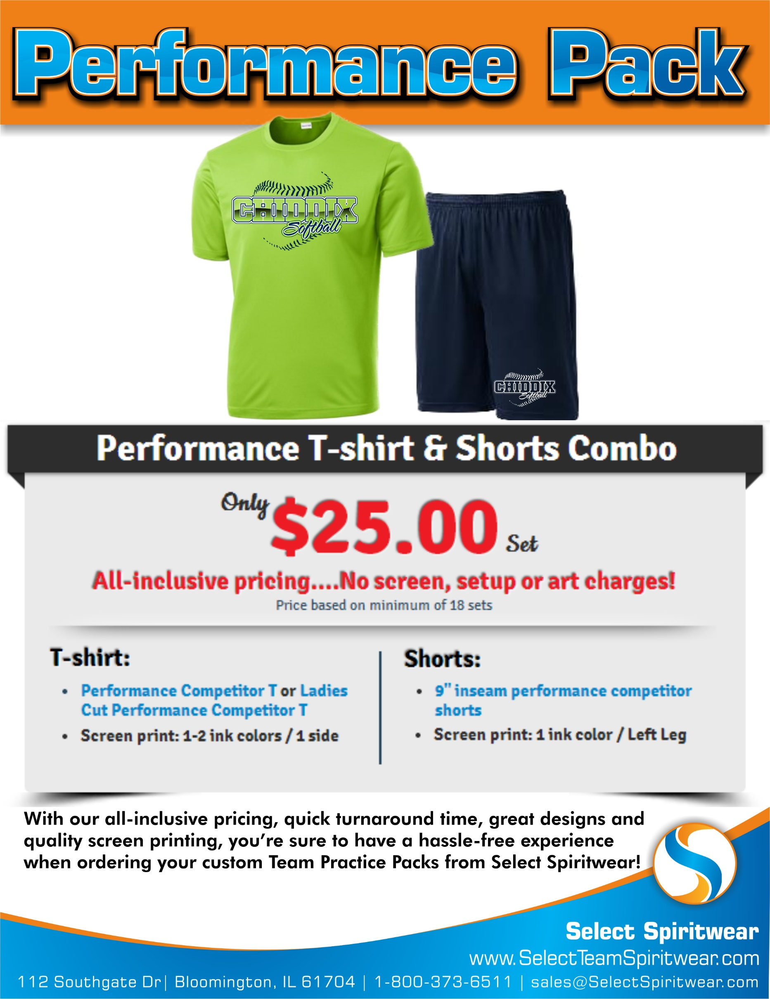 Performance Pack
CHIDDIX
Softball
CHIDDIX
Softball
Performance T-shirt & Shorts Combo
Only $25.00 Set
All-inclusive pricing....No screen, setup or art charges!
Price based on minimum of 18 sets
T-shirt:
• Performance Competitor T or Ladies
Cut Performance Competitor T
• Screen print: 1-2 ink colors / 1 side
Shorts:
• 9" inseam performance competitor
shorts
• Screen print: 1 ink color / Left Leg
With our all-inclusive pricing, quick turnaround time, great designs and
quality screen printing, you’re sure to have a hassle-free experience
when ordering your custom Team Practice Packs from Select Spiritwear!
Select Spiritwear
www.SelectTeamSpiritwear.com
112 Southgate Dr| Bloomington, IL 61704 | 1-800-373-6511 | sales@SelectSpiritwear.com